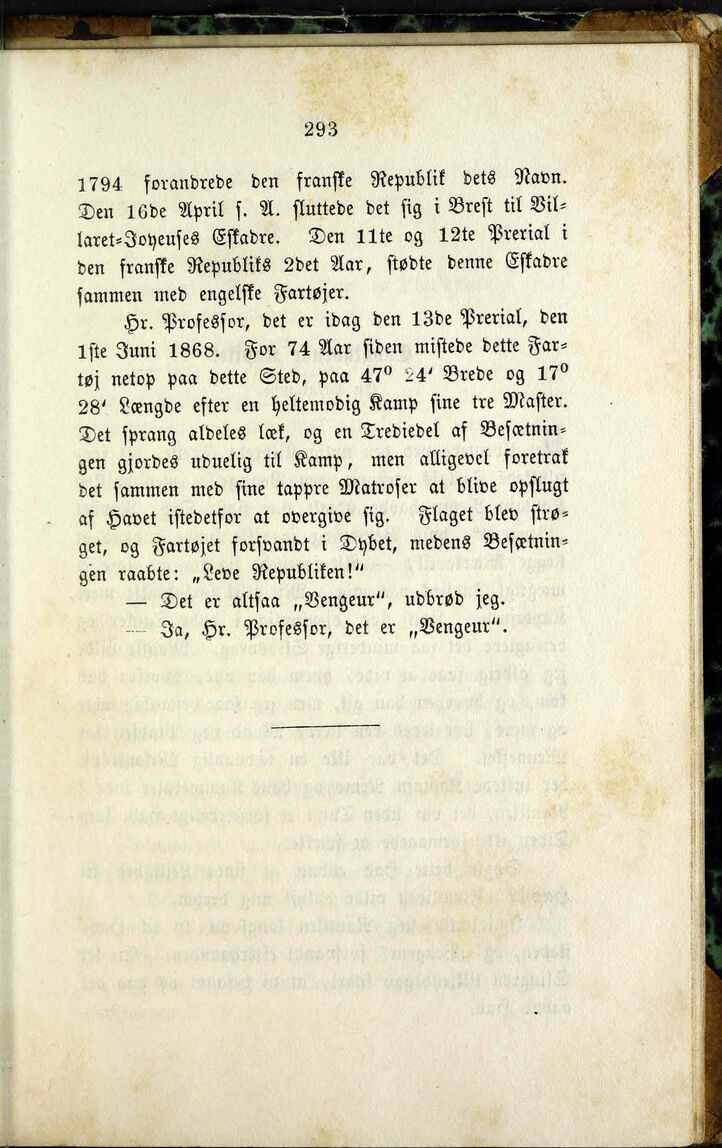 293
1794 forandrede den franske Republik dets Navn.
Den 16de April s. A. sluttede det sig i Brest til Vil-
laret-Joyeuses Eskadre. Den 11te og 12te Prerial i
den franske Republiks 2det Aar, stødte denne Eskadre
sammen med engelske Fartøjer.
Hr. Professor, det er idag den 13de Prerial, den
1ste Juni 1868. For 74 Aar siden mistede dette Far-
tøj netop paa dette Sted, paa 47° 24' Brede og 17°
28' Længde efter en heltemodig Kamp sine tre Master.
Det sprang aldeles læk, og en Trediedel af Besætnin-
gen gjordes uduelig til Kamp, men alligevel foretrak
det sammen med sine tappre Matroser at blive opslugt
af Havet istedetfor at overgive sig. Flaget blev strø-
get, og Fartøjet forsvandt i Dybet, medens Besætnin-
gen raabte: „Leve Republiken!"
— Det er altsaa „Vengeur", udbrød jeg.
— Ja, Hr. Professor, det er „Vengeur".